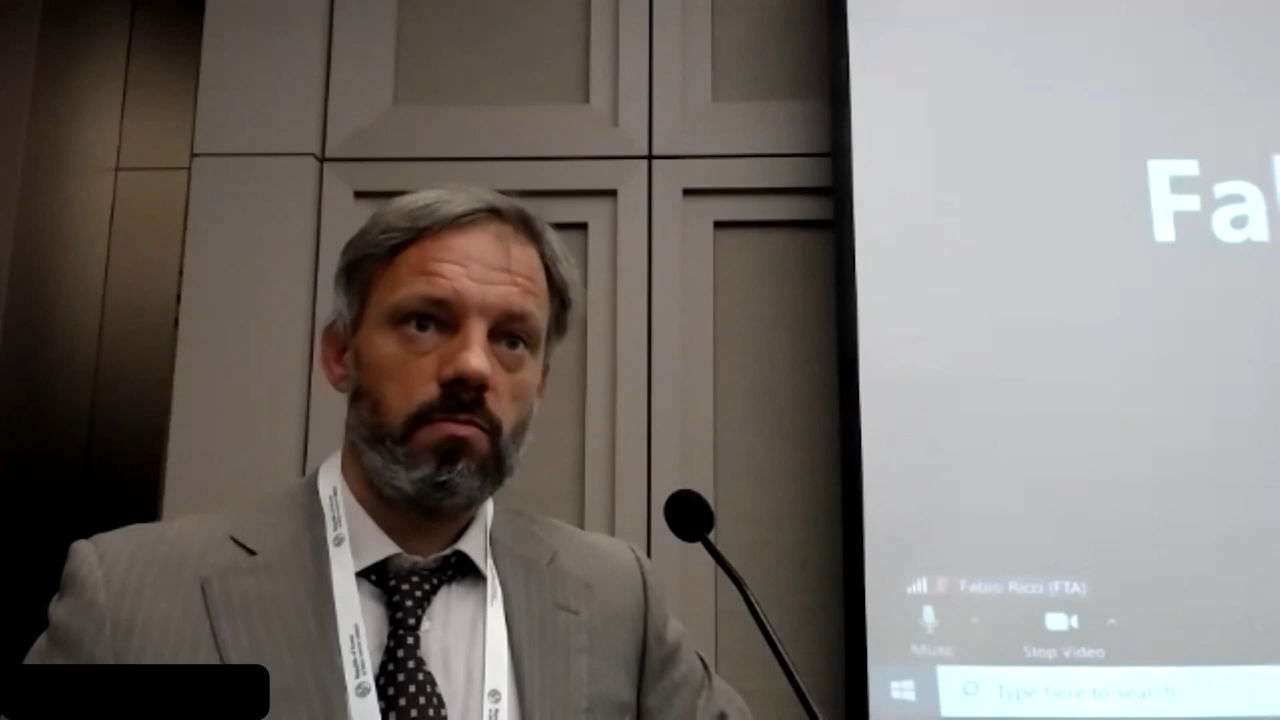 Fa
Fabio Ricci (FTA)
Mute
Stop Video
Type here to search